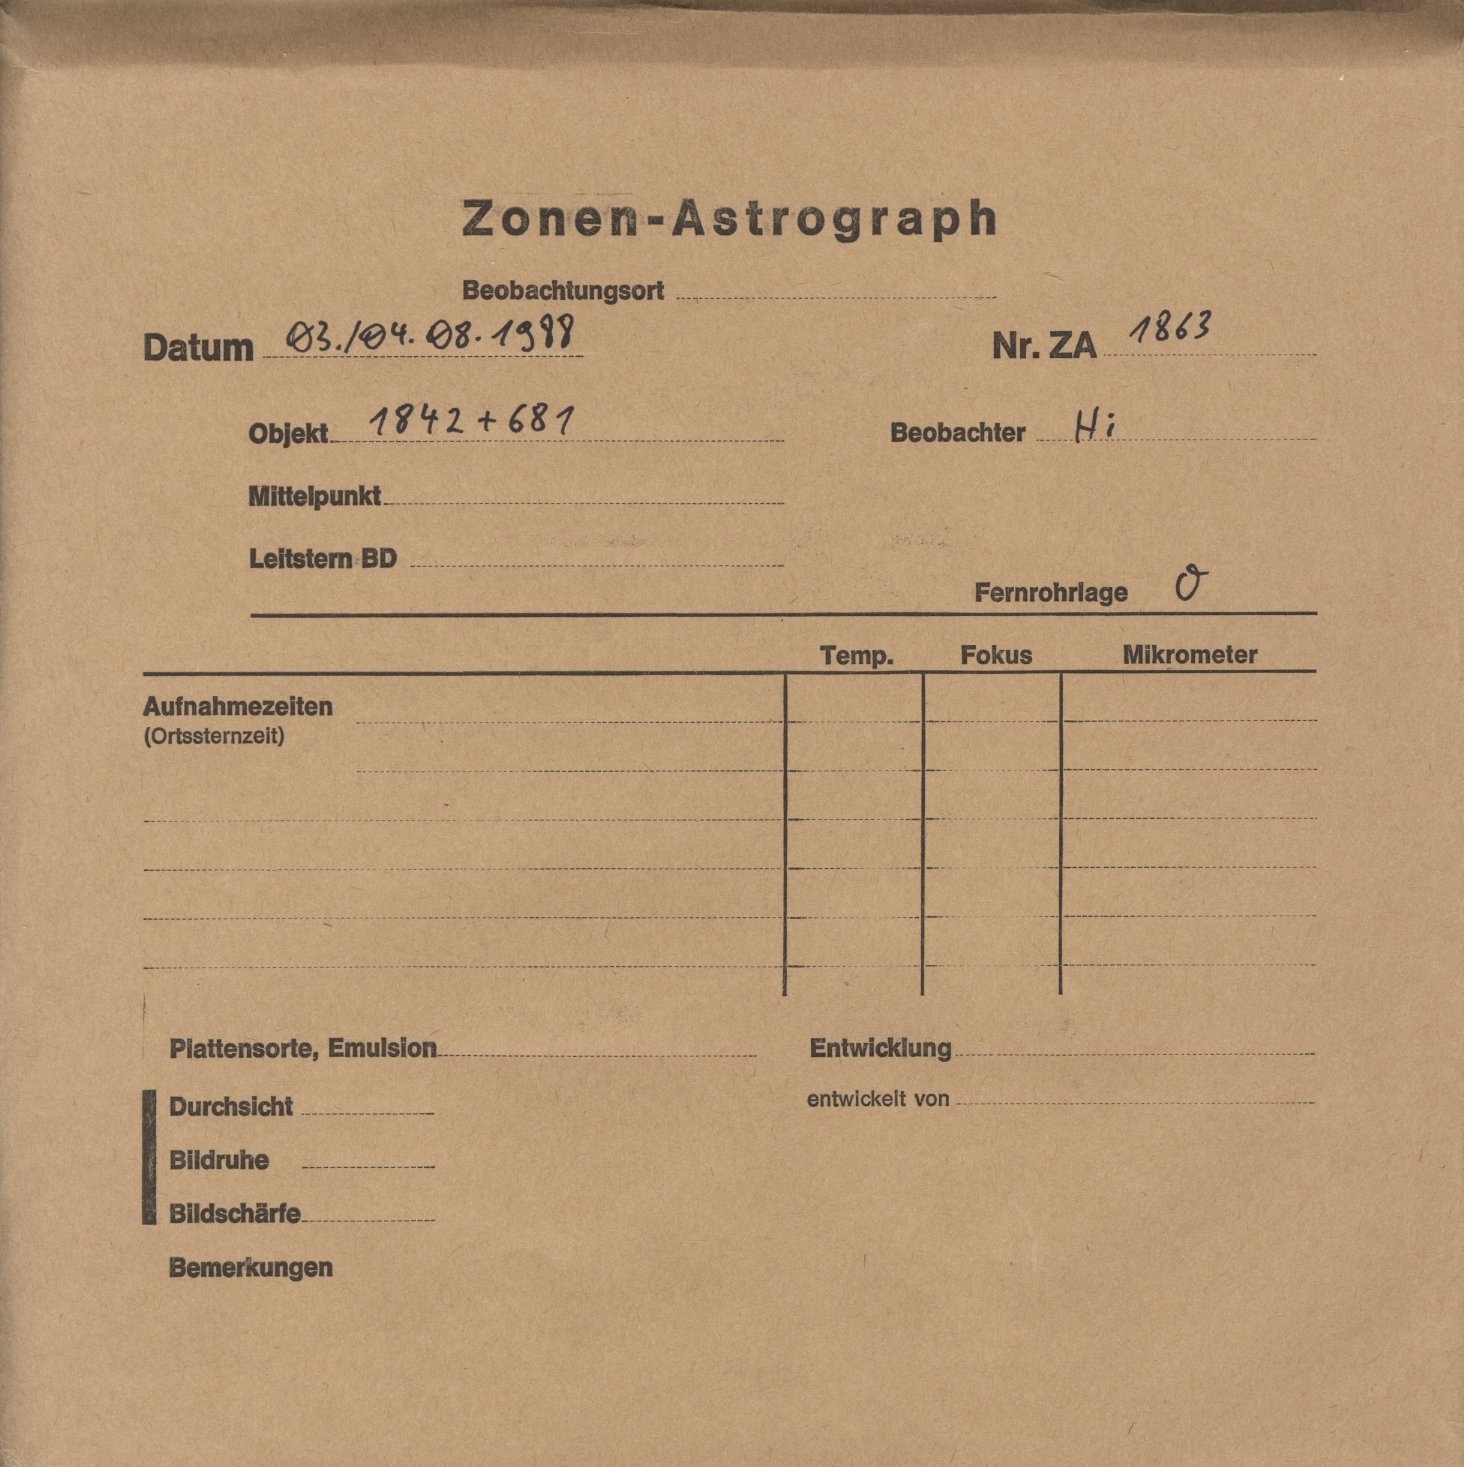 Zonen-Astrograph
Beobachtungsort
Datum 03./04. 08. 1988
Nr. ZA 1863
Objekt 1842 + 681
Beobachter Hi
Mittelpunkt
Leitstern BD
Fernrohrlage O
Temp. Fokus Mikrometer
Aufnahmezeiten
(Ortssternzeit)
Plattensorte, Emulsion
Entwicklung
Durchsicht
entwickelt von
Bildruhe
Bildschärfe
Bemerkungen